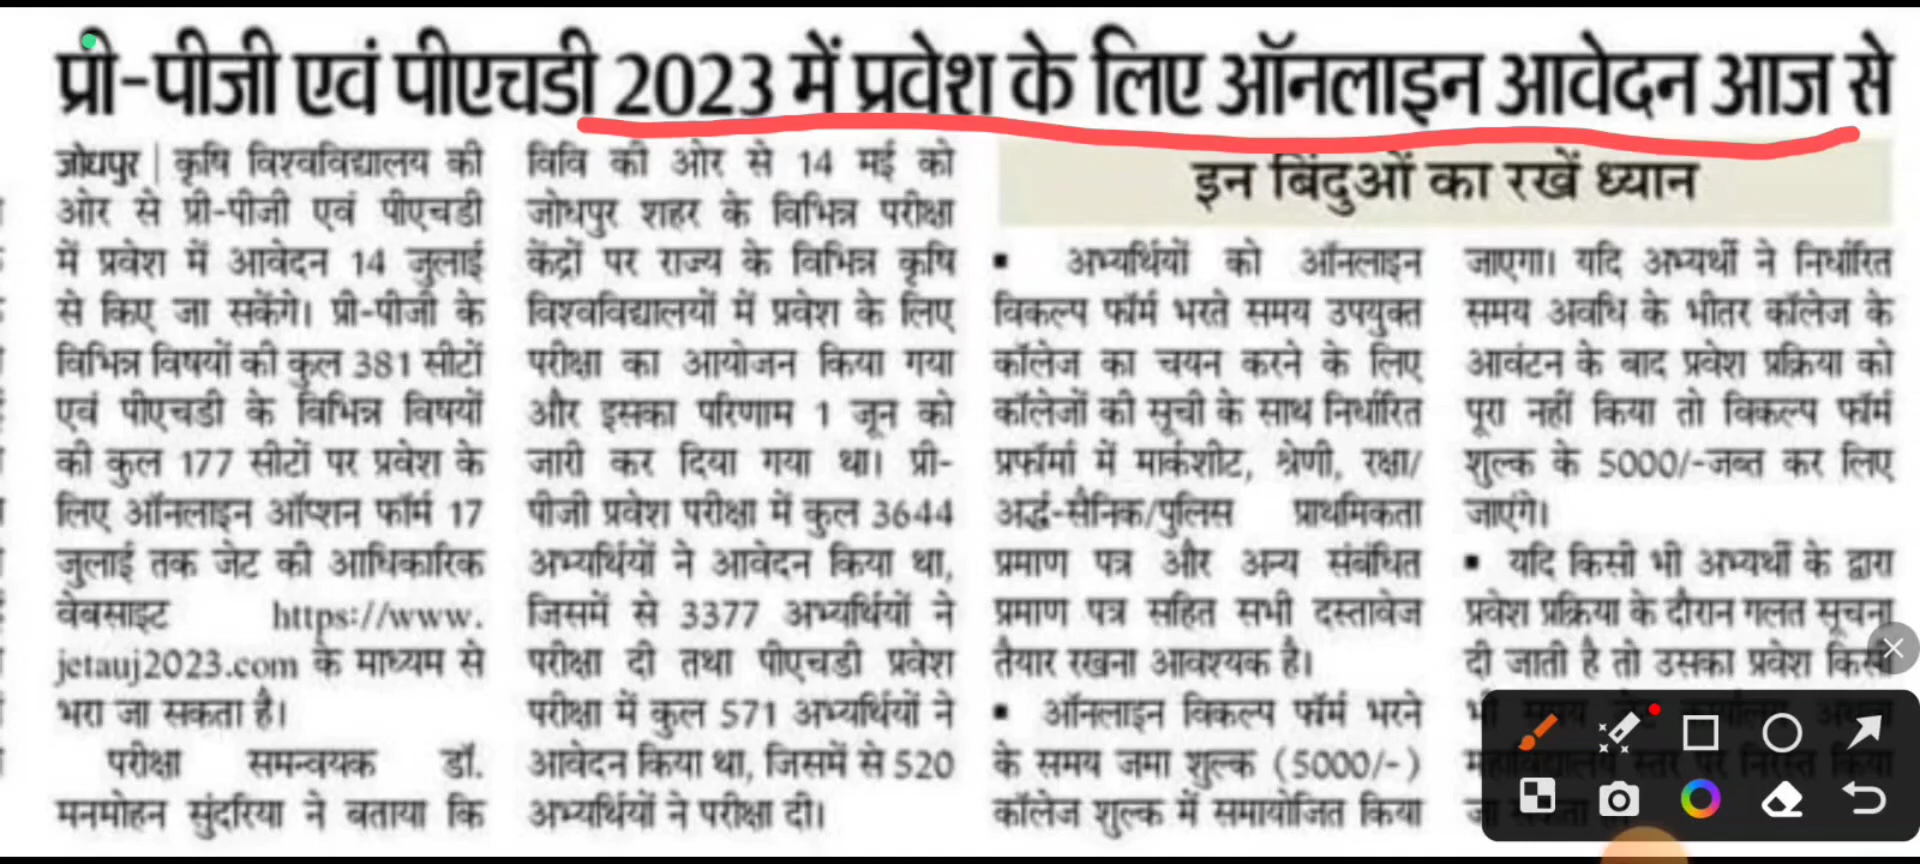 प्री-पीजी एवं पीएचडी 2023 में प्रवेश के लिए ऑनलाइन आवेदन आज से
जोधपुर | कृषि विश्वविद्यालय की
ओर से प्री-पीजी एवं पीएचडी
में प्रवेश में आवेदन 14 जुलाई
से किए जा सकेंगे। प्री-पीजी के
विभिन्न विषयों की कुल 381 सीटों
एवं पीएचडी के विभिन्न विषयों
की कुल 177 सीटों पर प्रवेश के
लिए ऑनलाइन ऑप्शन फॉर्म 17
जुलाई तक जेट की आधिकारिक
वेबसाइट https://www.
jetauj2023.com के माध्यम से
भरा जा सकता है।
परीक्षा समन्वयक डॉ.
मनमोहन सुंदरिया ने बताया कि
विवि की ओर से 14 मई को
जोधपुर शहर के विभिन्न परीक्षा
केंद्रों पर राज्य के विभिन्न कृषि
विश्वविद्यालयों में प्रवेश के लिए
परीक्षा का आयोजन किया गया
और इसका परिणाम 1 जून को
जारी कर दिया गया था। प्री-
पीजी प्रवेश परीक्षा में कुल 3644
अभ्यर्थियों ने आवेदन किया था,
जिसमें से 3377 अभ्यर्थियों ने
परीक्षा दी तथा पीएचडी प्रवेश
परीक्षा में कुल 571 अभ्यर्थियों ने
आवेदन किया था, जिसमें से 520
अभ्यर्थियों ने परीक्षा दी।
इन बिंदुओं का रखें ध्यान
▪ अभ्यर्थियों को ऑनलाइन
विकल्प फॉर्म भरते समय उपयुक्त
कॉलेज का चयन करने के लिए
कॉलेजों की सूची के साथ निर्धारित
प्रफॉर्मा में मार्कशीट, श्रेणी, रक्षा/
अर्द्ध-सैनिक/पुलिस प्राथमिकता
प्रमाण पत्र और अन्य संबंधित
प्रमाण पत्र सहित सभी दस्तावेज
तैयार रखना आवश्यक है।
▪ ऑनलाइन विकल्प फॉर्म भरने
के समय जमा शुल्क (5000/-)
कॉलेज शुल्क में समायोजित किया
जाएगा। यदि अभ्यर्थी ने निर्धारित
समय अवधि के भीतर कॉलेज के
आवंटन के बाद प्रवेश प्रक्रिया को
पूरा नहीं किया तो विकल्प फॉर्म
शुल्क के 5000/-जब्त कर लिए
जाएंगे।
▪ यदि किसी भी अभ्यर्थी के द्वारा
प्रवेश प्रक्रिया के दौरान गलत सूचना
दी जाती है तो उसका प्रवेश किसी
भी समय
महाविद्यालय स्तर पर निरस्त किया
जा सकता है।